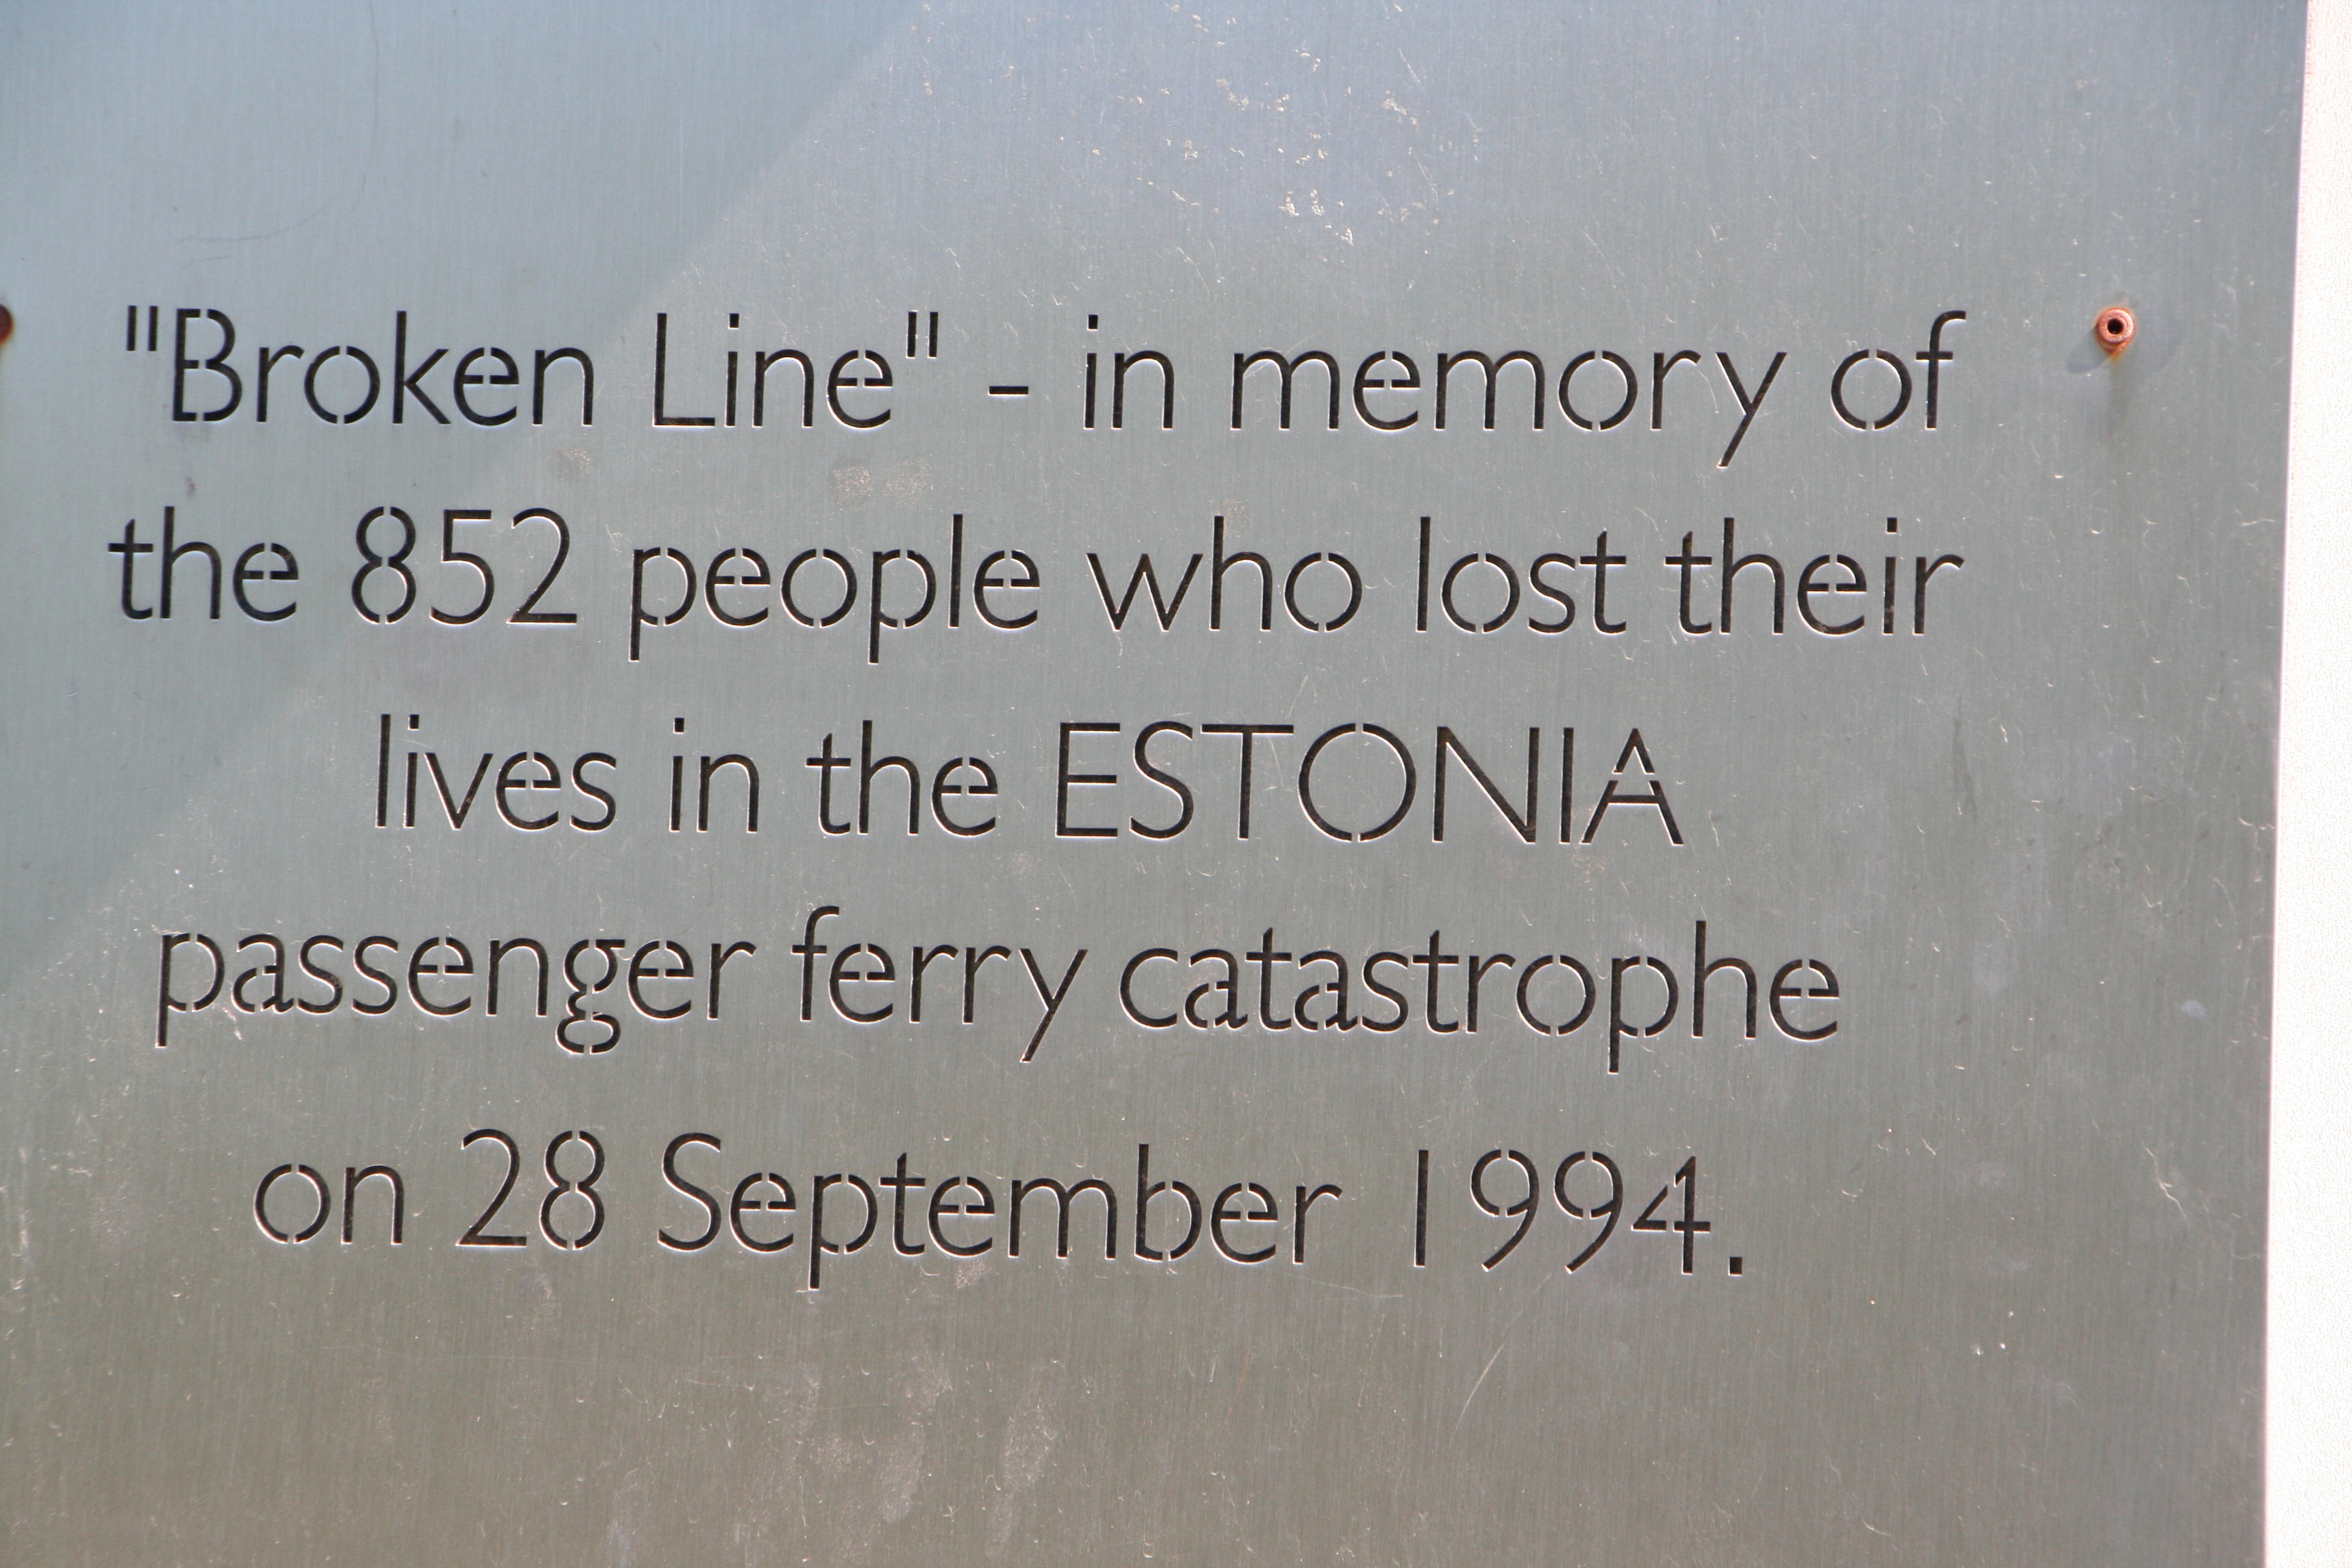 "Broken Line" - in memory of
the 852 people who lost their
lives in the ESTONIA
passenger ferry catastrophe
on 28 September 1994.